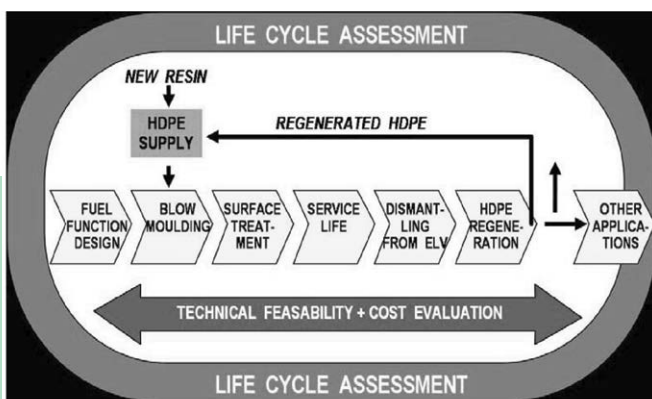 LIFE CYCLE ASSESSMENT
NEW RESIN
HDPE
SUPPLY
REGENERATED HDPE
FUEL
FUNCTION
DESIGN
BLOW
MOULDING
SURFACE
TREAT-
MENT
SERVICE
LIFE
DISMANT-
LING
FROM ELV
HDPE
REGENE-
RATION
OTHER
APPLICA-
TIONS
TECHNICAL FEASABILITY + COST EVALUATION
LIFE CYCLE ASSESSMENT